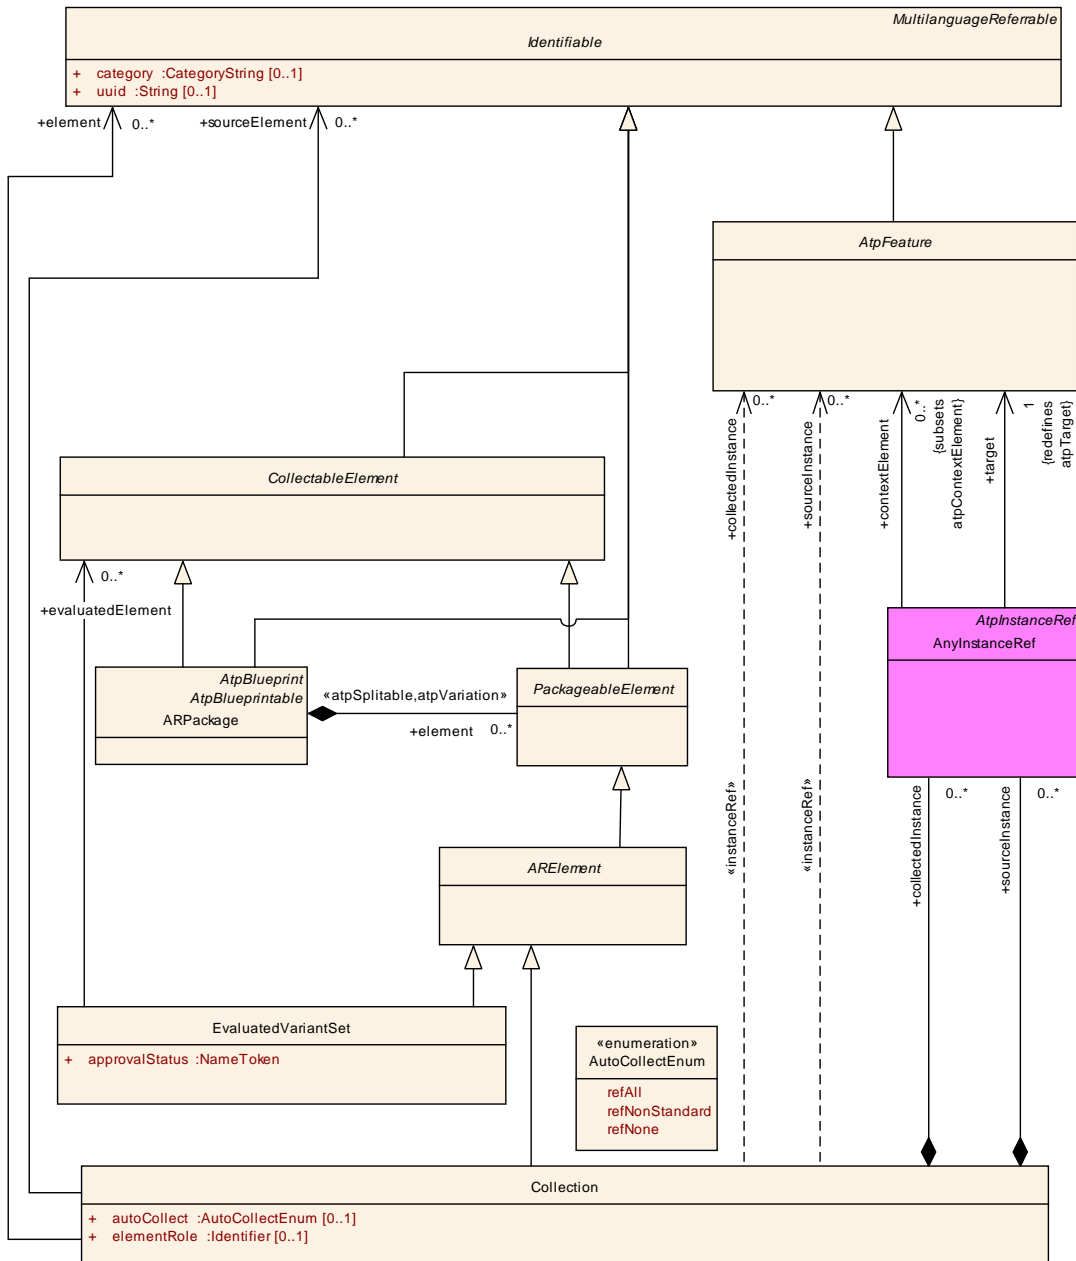 MultilanguageReferrable
Identifiable
+ category :CategoryString [0..1]
+ uuid :String [0..1]
+element 0..*
+sourceElement 0..*
AtpFeature
CollectableElement
0..*
+evaluatedElement
+collectedInstance
0..*
+sourceInstance
0..*
+contextElement
0..*
{subsets
atpContextElement}
+target
1
{redefines
atpTarget}
AtpInstanceRef
AnyInstanceRef
AtpBlueprint
AtpBlueprintable
ARPackage
«atpSplitable,atpVariation»
+element 0..*
PackageableElement
«instanceRef»
«instanceRef»
+collectedInstance
0..*
+sourceInstance
0..*
ARElement
EvaluatedVariantSet
+ approvalStatus :NameToken
«enumeration»
AutoCollectEnum
refAll
refNonStandard
refNone
Collection
+ autoCollect :AutoCollectEnum [0..1]
+ elementRole :Identifier [0..1]